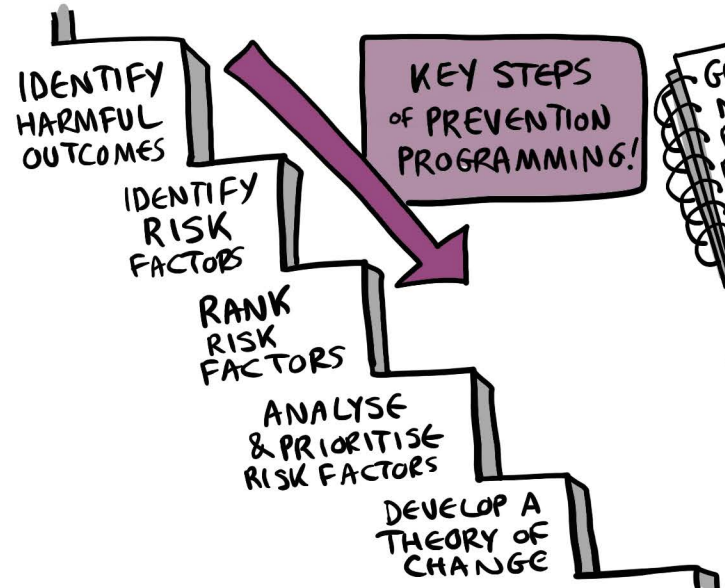 KEY STEPS
of PREVENTION
PROGRAMMING!
IDENTIFY
HARMFUL
OUTCOMES
IDENTIFY
RISK
FACTORS
RANK
RISK
FACTORS
ANALYSE
& PRIORITISE
RISK FACTORS
DEVELOP A
THEORY OF
CHANGE